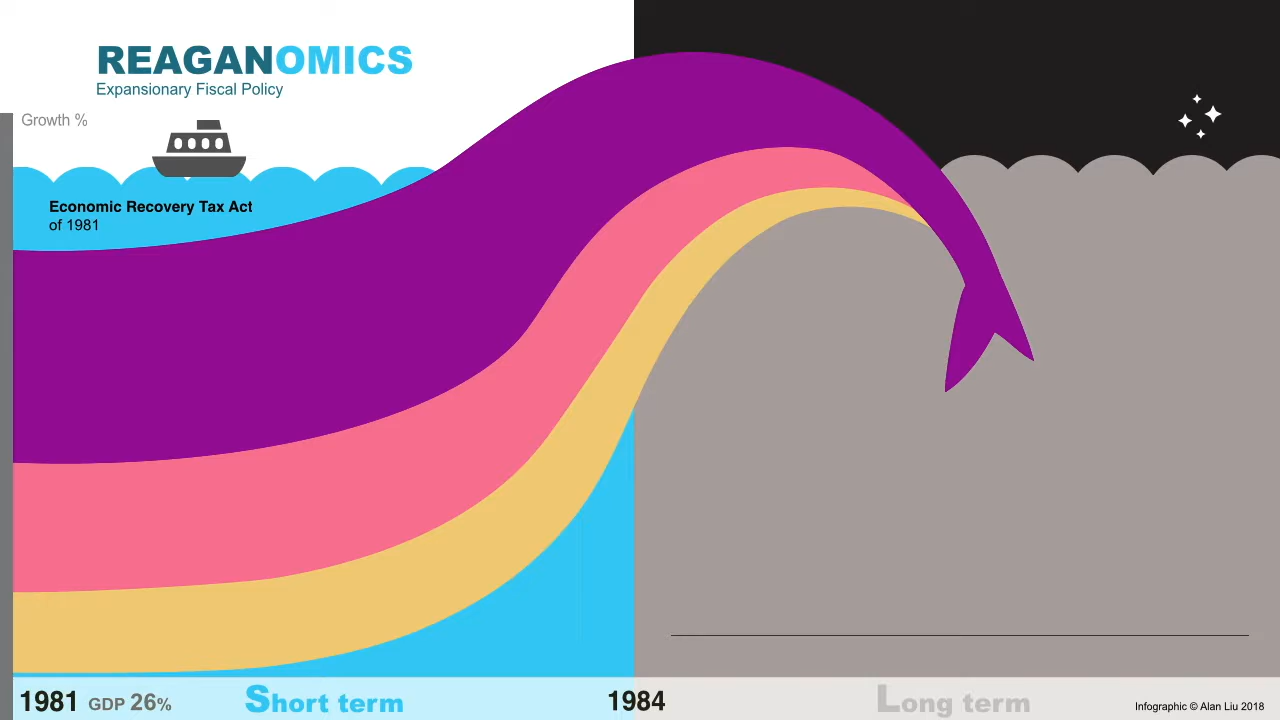 REAGANOMICS
Expansionary Fiscal Policy
Growth %
Economic Recovery Tax Act
of 1981
1981 GDP 26% Short term 1984 Long term Infographic © Alan Liu 2018